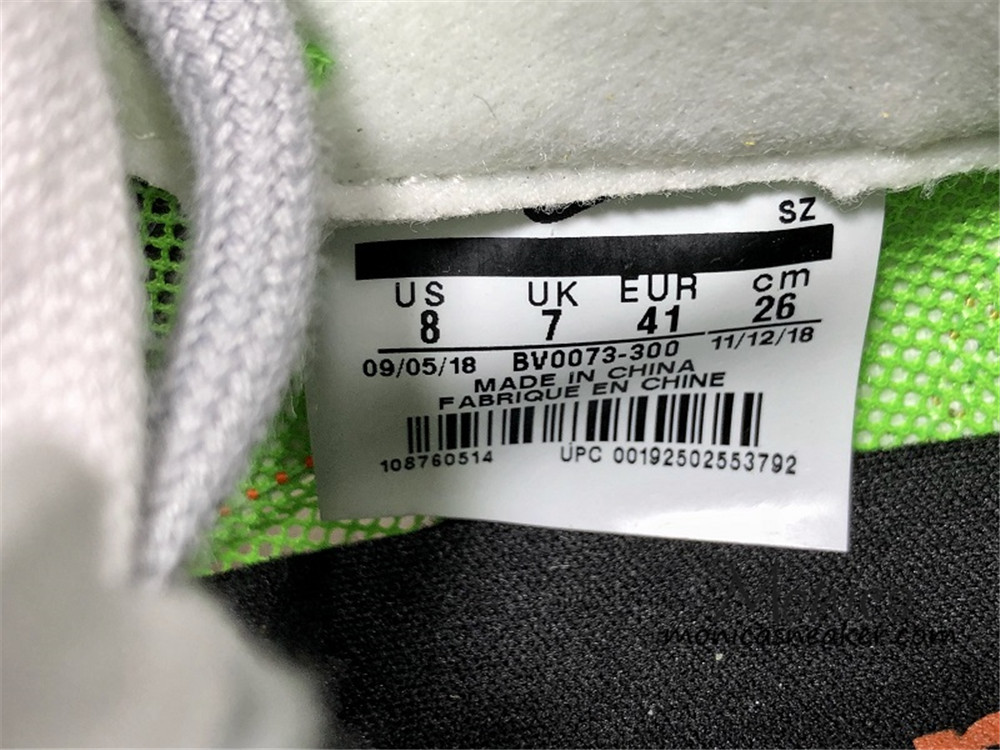 SZ
US UK EUR cm
8 7 41 26
09/05/18 BV0073-300 11/12/18
MADE IN CHINA
FABRIQUE EN CHINE
108760514 UPC 00192502553792
monicasneaker.com